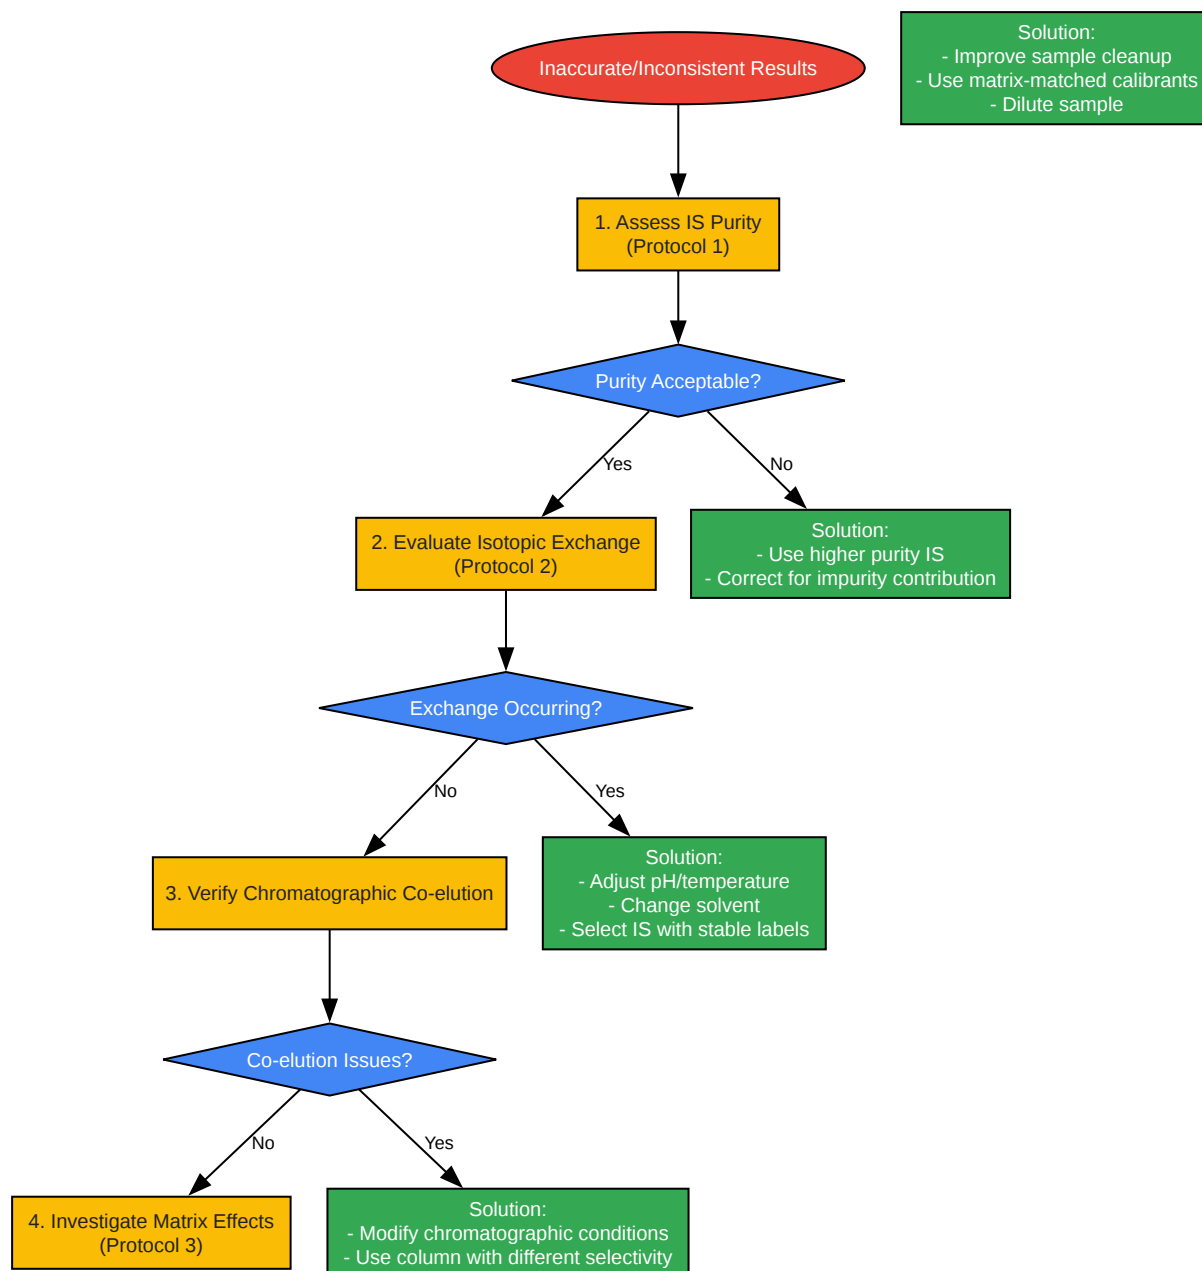 Inaccurate/Inconsistent Results
Solution:
- Improve sample cleanup
- Use matrix-matched calibrants
- Dilute sample
1. Assess IS Purity
(Protocol 1)
Purity Acceptable?
Yes
No
2. Evaluate Isotopic Exchange
(Protocol 2)
Solution:
- Use higher purity IS
- Correct for impurity contribution
Exchange Occurring?
No
Yes
3. Verify Chromatographic Co-elution
Solution:
- Adjust pH/temperature
- Change solvent
- Select IS with stable labels
Co-elution Issues?
No
Yes
4. Investigate Matrix Effects
(Protocol 3)
Solution:
- Modify chromatographic conditions
- Use column with different selectivity